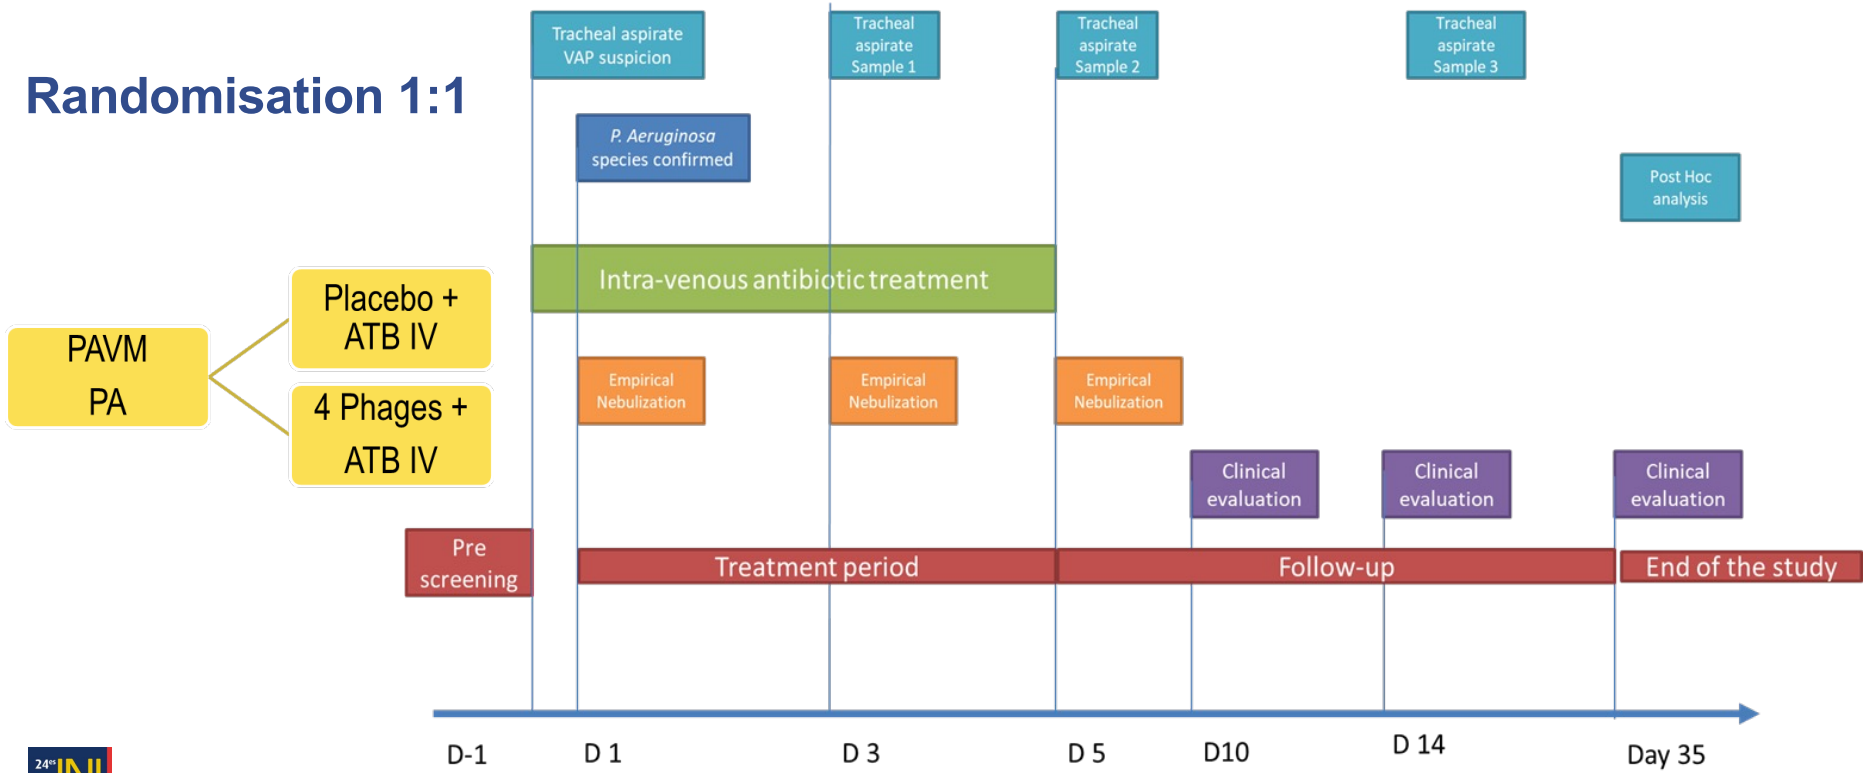 Randomisation 1:1
Tracheal aspirate
VAP suspicion
Tracheal
aspirate
Sample 1
Tracheal
aspirate
Sample 2
Tracheal
aspirate
Sample 3
P. Aeruginosa
species confirmed
Post Hoc
analysis
Intra-venous antibiotic treatment
PAVM
PA
Placebo +
ATB IV
4 Phages +
ATB IV
Empirical
Nebulization
Empirical
Nebulization
Empirical
Nebulization
Clinical
evaluation
Clinical
evaluation
Clinical
evaluation
Pre
screening
Treatment period
Follow-up
End of the study
D-1
D 1
D 3
D 5
D10
D 14
Day 35
24es